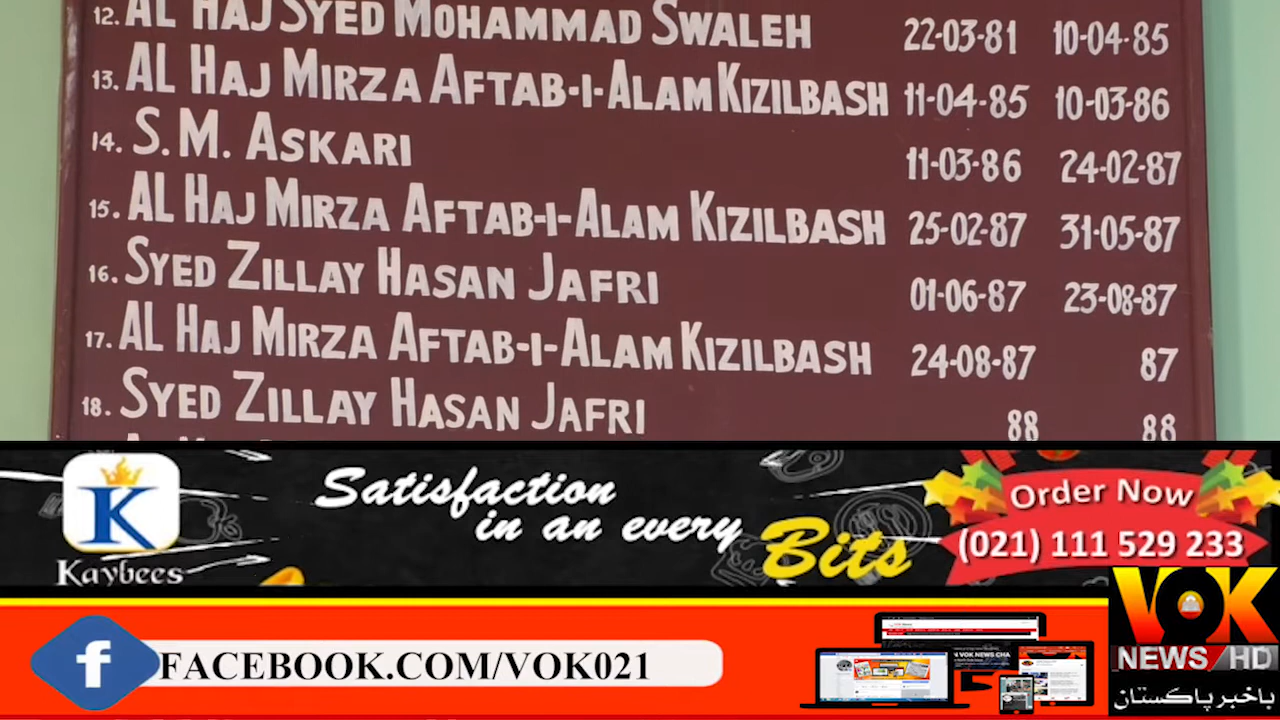 12. AL HAJ SYED MOHAMMAD SWALEH 22-03-81 10-04-85
13. AL HAJ MIRZA AFTAB-I-ALAM KIZILBASH 11-04-85 10-03-86
14. S.M. ASKARI 11-03-86 24-02-87
15. AL HAJ MIRZA AFTAB-I-ALAM KIZILBASH 25-02-87 31-05-87
16. SYED ZILLAY HASAN JAFRI 01-06-87 23-08-87
17. AL HAJ MIRZA AFTAB-I-ALAM KIZILBASH 24-08-87 87
18. SYED ZILLAY HASAN JAFRI 88 88
K
Kaybees
Satisfaction
in an every
Bits
Order Now
(021) 111 529 233
f
FACEBOOK.COM/VOK021
VOK
NEWS HD
باخبر پاکستان